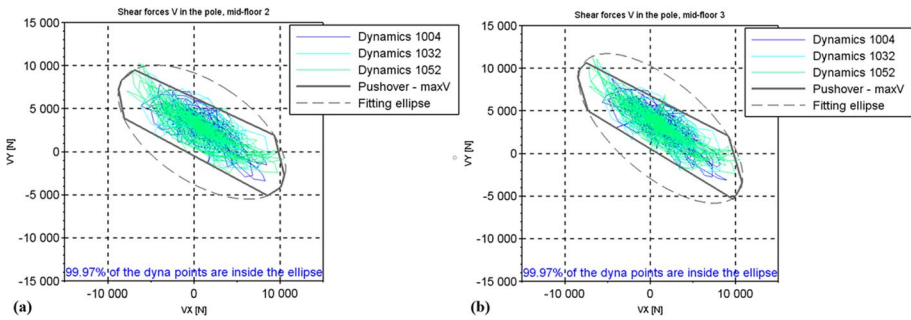 Shear forces V in the pole, mid-floor 2
Dynamics 1004
Dynamics 1032
Dynamics 1052
Pushover - maxV
Fitting ellipse
15 000
10 000
5 000
0
-5 000
-10 000
-15 000
VY [N]
99.97% of the dyna points are inside the ellipse
-10 000
0
10 000
VX [N]
(a)
Shear forces V in the pole, mid-floor 3
Dynamics 1004
Dynamics 1032
Dynamics 1052
Pushover - maxV
Fitting ellipse
15 000
10 000
5 000
0
-5 000
-10 000
-15 000
VY [N]
99.97% of the dyna points are inside the ellipse
-10 000
0
10 000
VX [N]
(b)